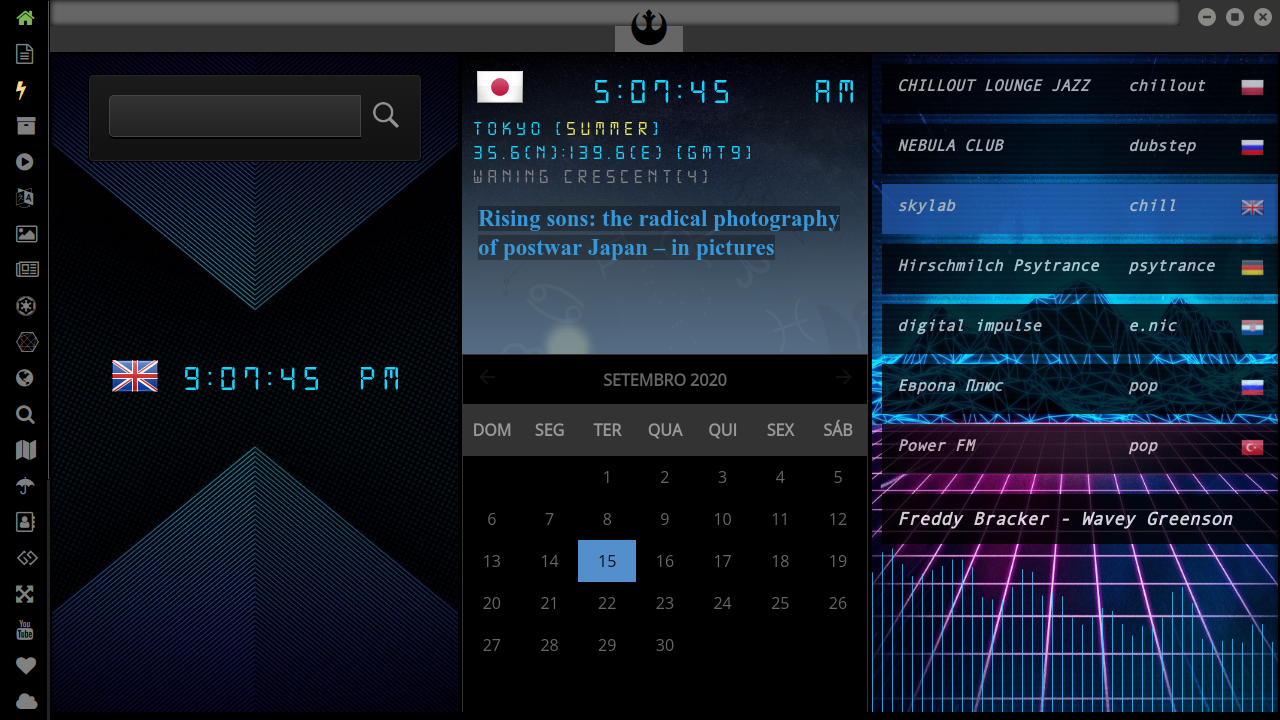 9:07:45 PM
5:07:45 AM
TOKYO [SUMMER]
35.6(N):139.6(E) [GMT9]
WANING CRESCENT(4)
Rising sons: the radical photography
of postwar Japan – in pictures
SETEMBRO 2020
DOM SEG TER QUA QUI SEX SÁB
1 2 3 4 5
6 7 8 9 10 11 12
13 14 15 16 17 18 19
20 21 22 23 24 25 26
27 28 29 30
CHILLOUT LOUNGE JAZZ chillout
NEBULA CLUB dubstep
skylab chill
Hirschmilch Psytrance psytrance
digital impulse e.nic
Европа Плюс pop
Power FM pop
Freddy Bracker - Wavey Greenson
You
Tube